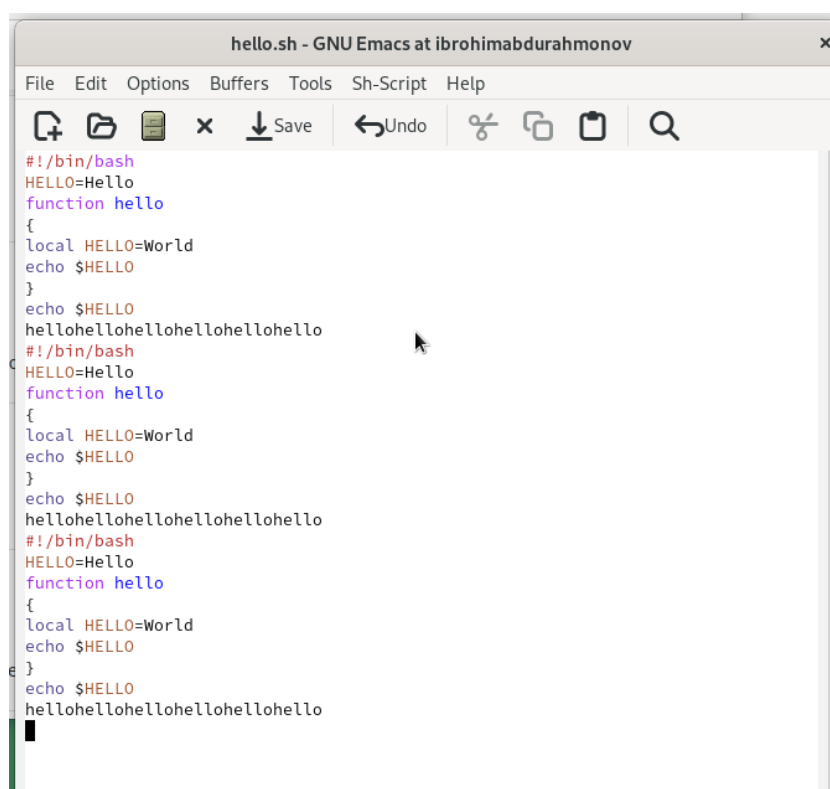 hello.sh - GNU Emacs at ibrohimabdurahmonov
File Edit Options Buffers Tools Sh-Script Help
Save Undo
#!/bin/bash
HELLO=Hello
function hello
{
local HELLO=World
echo $HELLO
}
echo $HELLO
hellohellohellohellohellohello
#!/bin/bash
HELLO=Hello
function hello
{
local HELLO=World
echo $HELLO
}
echo $HELLO
hellohellohellohellohellohello
#!/bin/bash
HELLO=Hello
function hello
{
local HELLO=World
echo $HELLO
}
echo $HELLO
hellohellohellohellohellohello